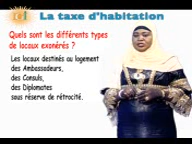 La taxe d'habitation
Quels sont les différents types
de locaux exonérés ?
Les locaux destinés au logement
des Ambassadeurs,
des Consuls,
des Diplomates
sous réserve de rétrocité.